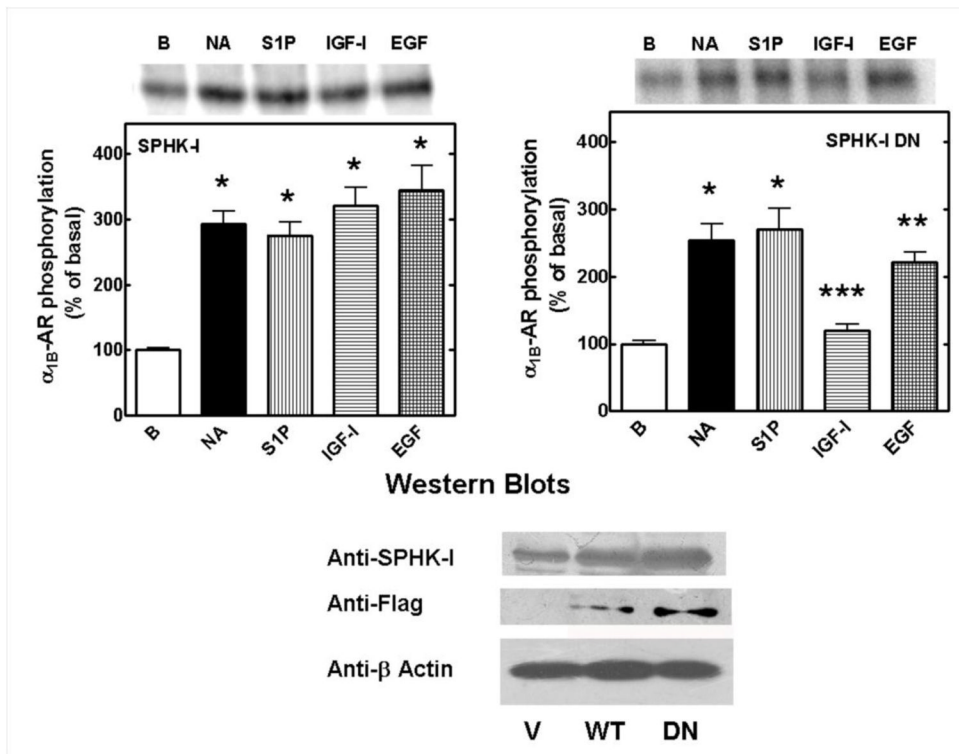 B NA S1P IGF-I EGF
SPHK-I
*
*
*
*
α1B-AR phosphorylation
(% of basal)
400
300
200
100
0
B NA S1P IGF-I EGF
B NA S1P IGF-I EGF
SPHK-I DN
*
*
***
**
α1B-AR phosphorylation
(% of basal)
400
300
200
100
0
B NA S1P IGF-I EGF
Western Blots
Anti-SPHK-I
Anti-Flag
Anti-β Actin
V WT DN